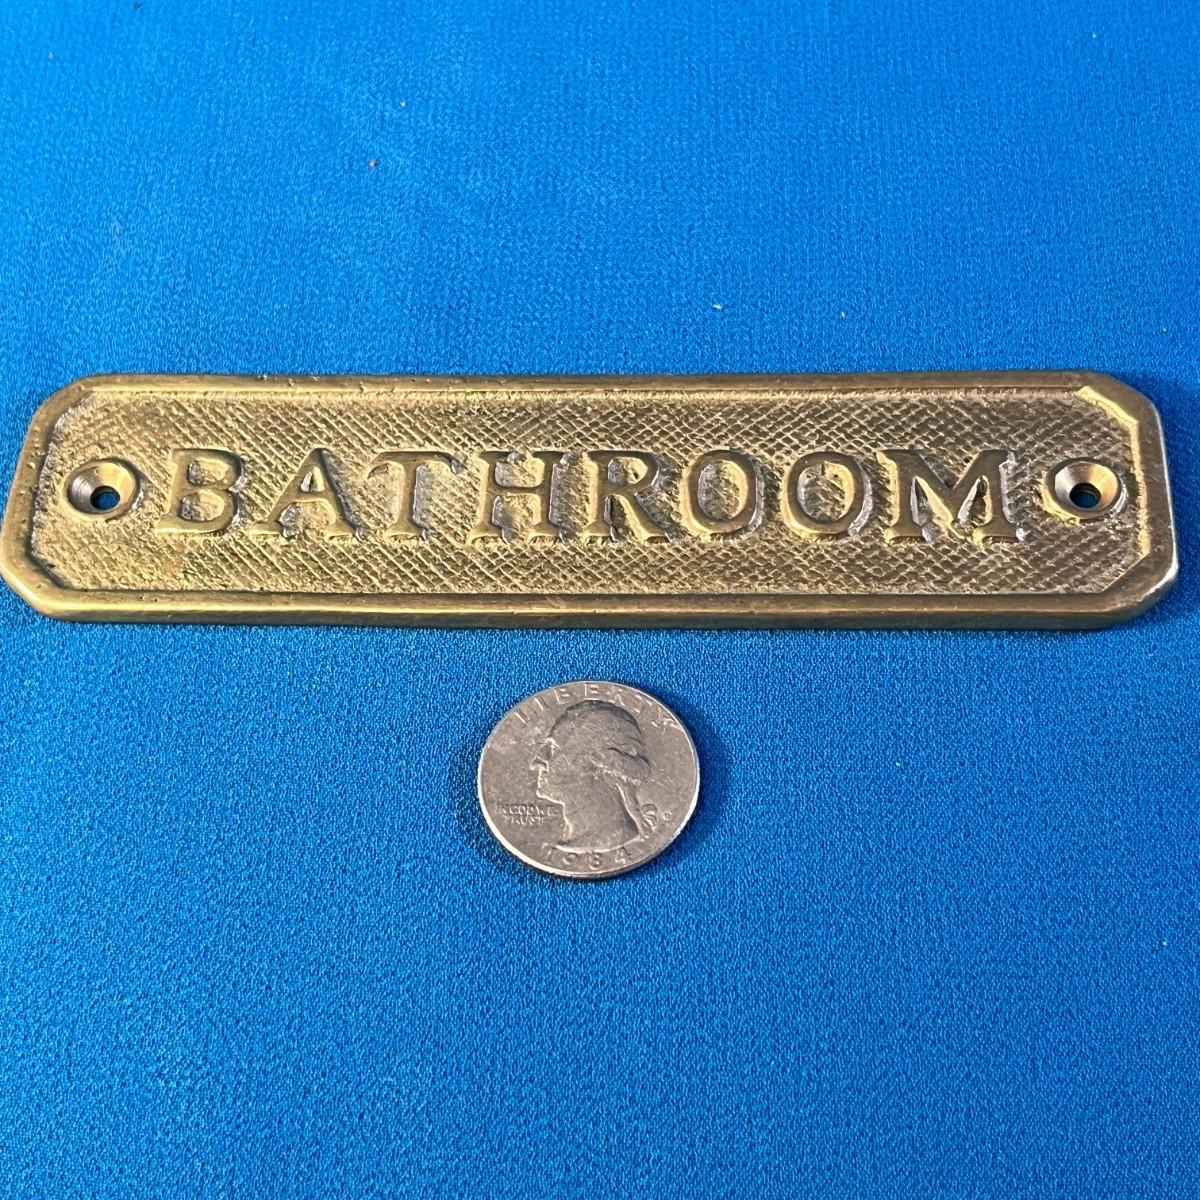 BATHROOM
LIBERTY
IN GOD WE
TRUST
1984